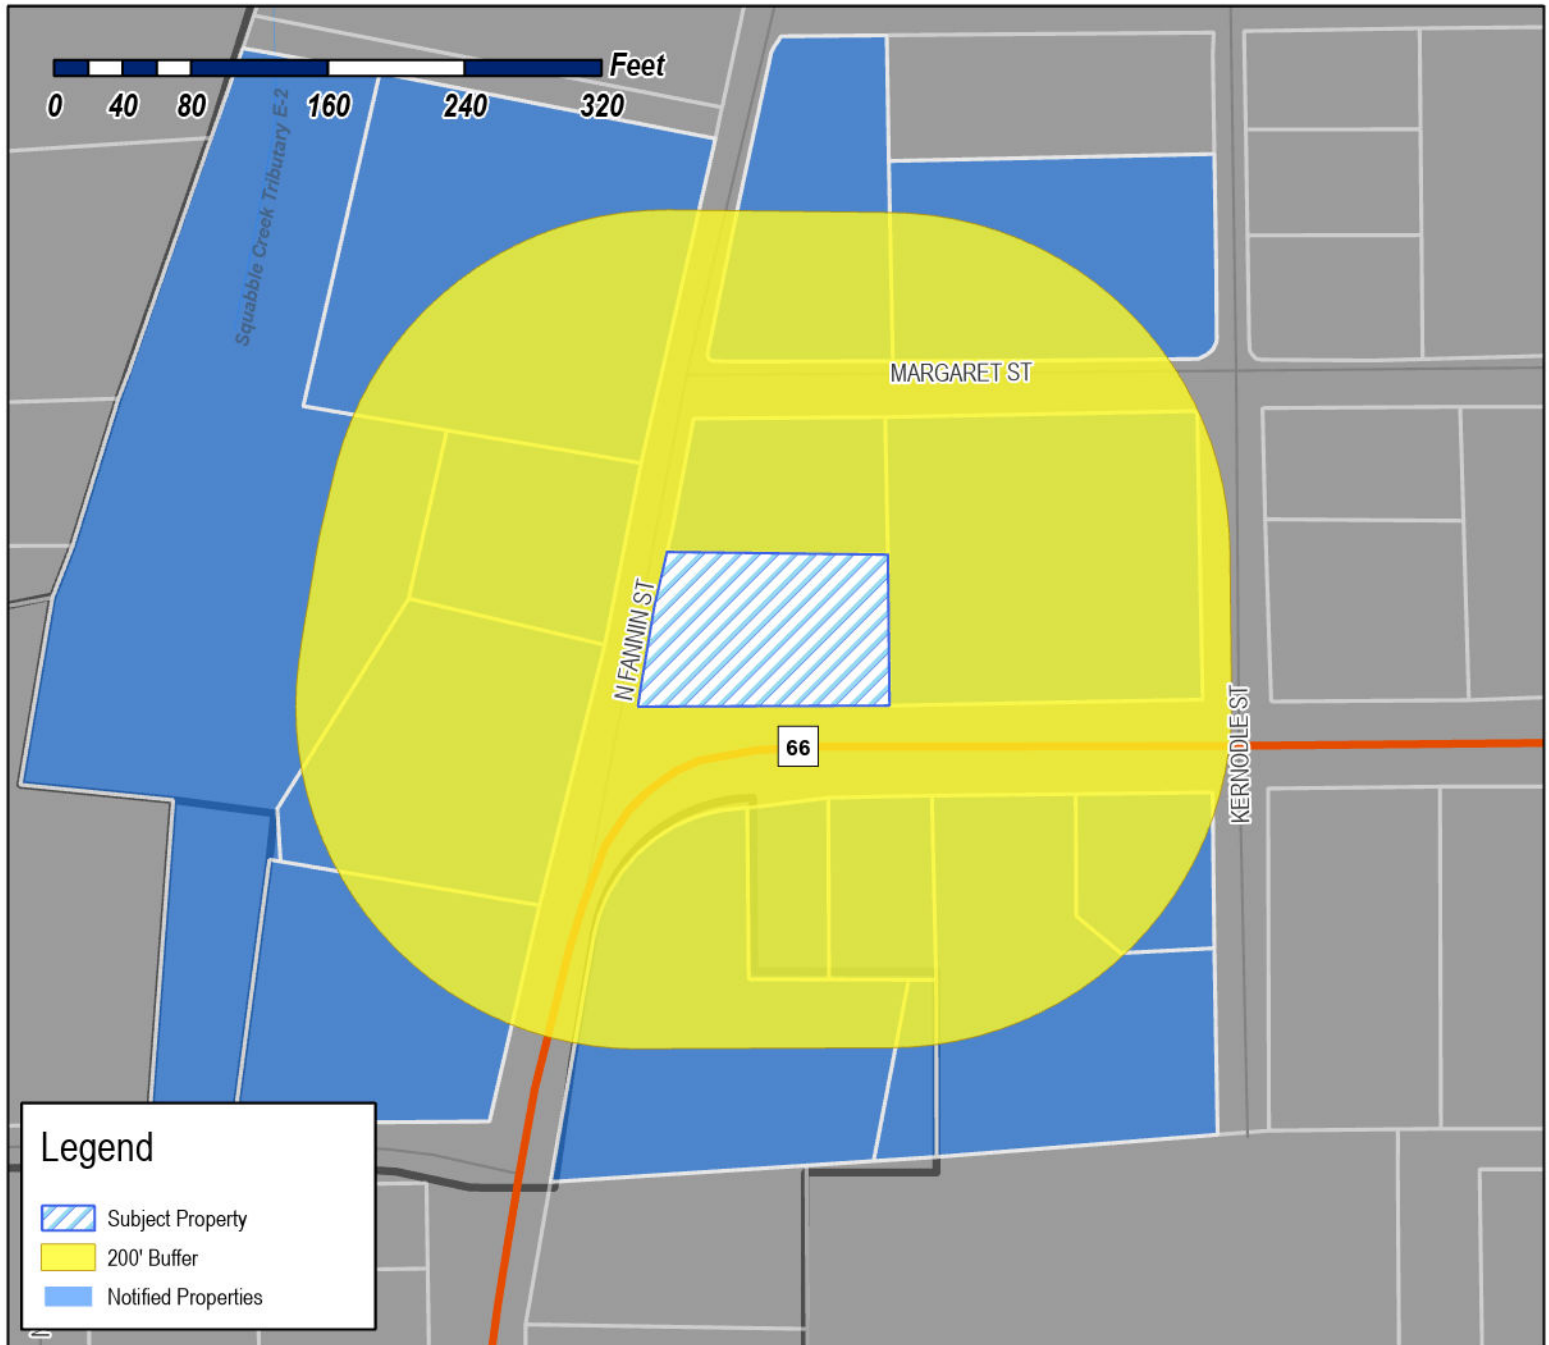 Feet
0 40 80 160 240 320
Squabble Creek Tributary E-2
MARGARET ST
N FANNIN ST
66
KERNODLE ST
Legend
Subject Property
200' Buffer
Notified Properties